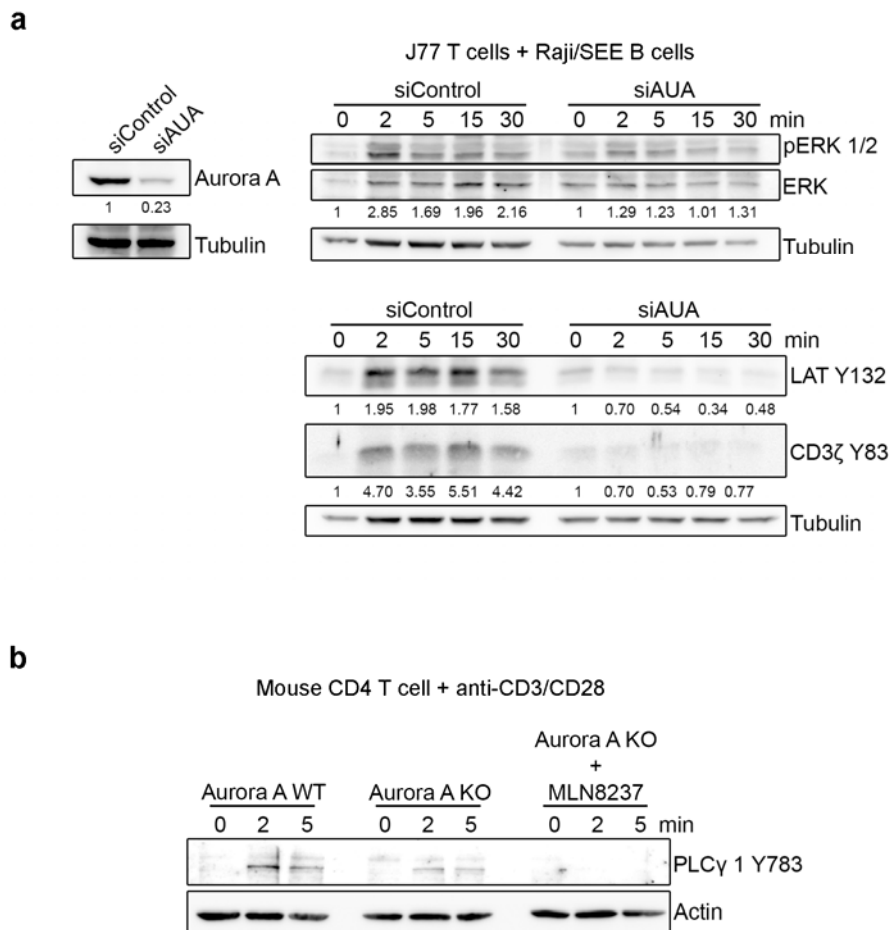 a
J77 T cells + Raji/SEE B cells
siControl siAUA
Aurora A
1 0.23
Tubulin
siControl siAUA
0 2 5 15 30 0 2 5 15 30 min
pERK 1/2
ERK
1 2.85 1.69 1.96 2.16 1 1.29 1.23 1.01 1.31
Tubulin
siControl siAUA
0 2 5 15 30 0 2 5 15 30 min
LAT Y132
1 1.95 1.98 1.77 1.58 1 0.70 0.54 0.34 0.48
CD3ζ Y83
1 4.70 3.55 5.51 4.42 1 0.70 0.53 0.79 0.77
Tubulin
b
Mouse CD4 T cell + anti-CD3/CD28
Aurora A WT Aurora A KO Aurora A KO
+
MLN8237
0 2 5 0 2 5 0 2 5 min
PLCγ 1 Y783
Actin